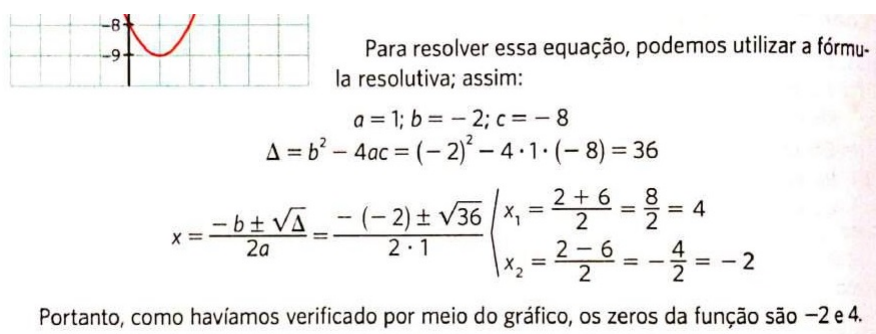 -8
-9
Para resolver essa equação, podemos utilizar a fórmu-
la resolutiva; assim:
a = 1; b = − 2; c = − 8
Δ = b² − 4ac = (− 2)² − 4 · 1 · (− 8) = 36
x = (−b ± √Δ)/(2a) = (− (− 2) ± √36)/(2 · 1)
x₁ = (2 + 6)/2 = 8/2 = 4
x₂ = (2 − 6)/2 = − 4/2 = − 2
Portanto, como havíamos verificado por meio do gráfico, os zeros da função são −2 e 4.